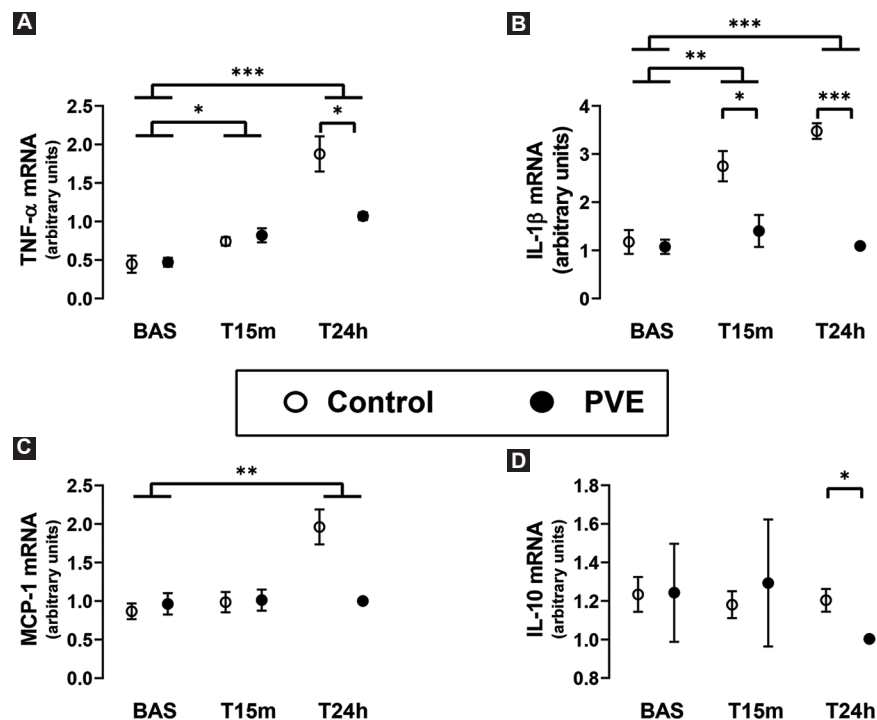 A
***
*
*
2.5
2.0
1.5
1.0
0.5
0.0
TNF-α mRNA
(arbitrary units)
BAS T15m T24h
B
***
**
*
***
4
3
2
1
0
IL-1β mRNA
(arbitrary units)
BAS T15m T24h
Control PVE
C
**
2.5
2.0
1.5
1.0
0.5
0.0
MCP-1 mRNA
(arbitrary units)
BAS T15m T24h
D
*
1.8
1.6
1.4
1.2
1.0
0.8
IL-10 mRNA
(arbitrary units)
BAS T15m T24h